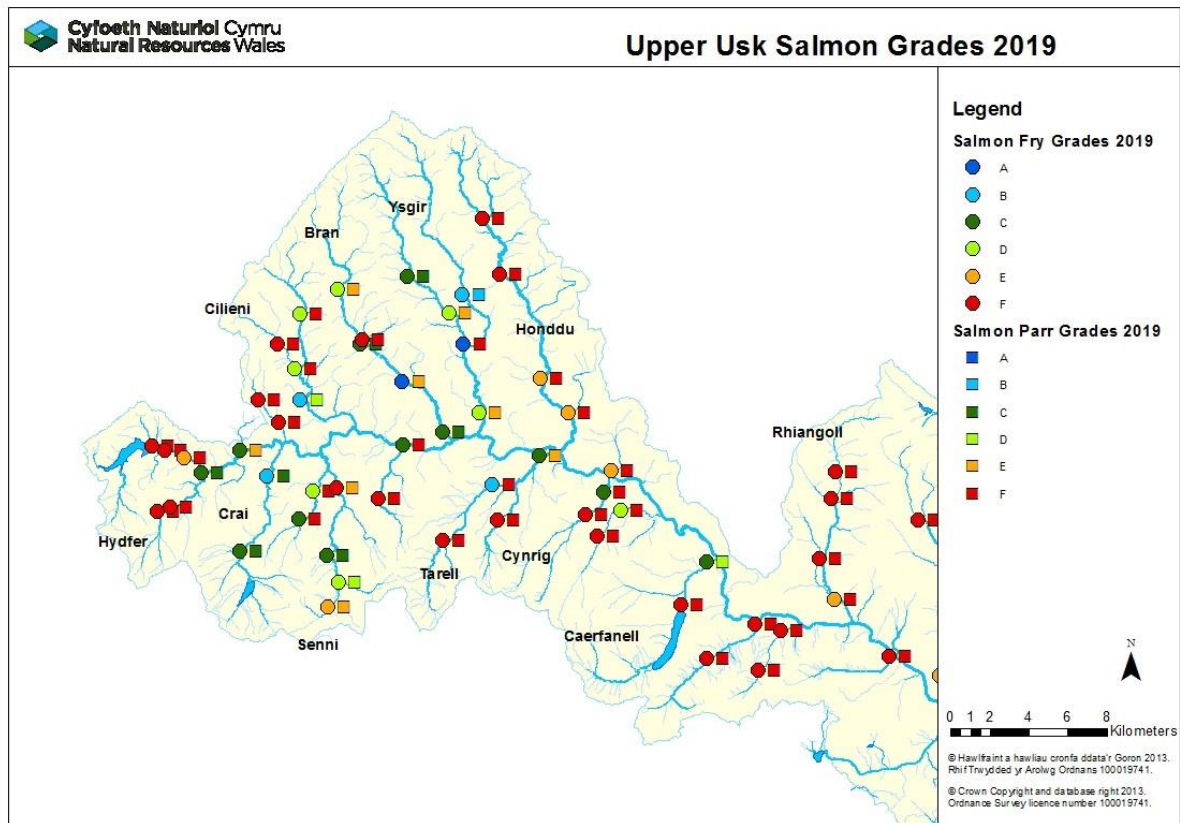 Cyfoeth Naturiol Cymru
Natural Resources Wales
Upper Usk Salmon Grades 2019
Ysgir
Bran
Cilieni
Honddu
Rhiangoll
Crai
Hydfer
Tarell
Cynrig
Senni
Caerfanell
Legend
Salmon Fry Grades 2019
A
B
C
D
E
F
Salmon Parr Grades 2019
A
B
C
D
E
F
N
0 1 2 4 6 8
Kilometers
© Hawlfraint a hawliau cronfa ddata'r Goron 2013.
Rhif Trwydded yr Arolwg Ordnans 100019741.
© Crown Copyright and database right 2013.
Ordnance Survey licence number 100019741.